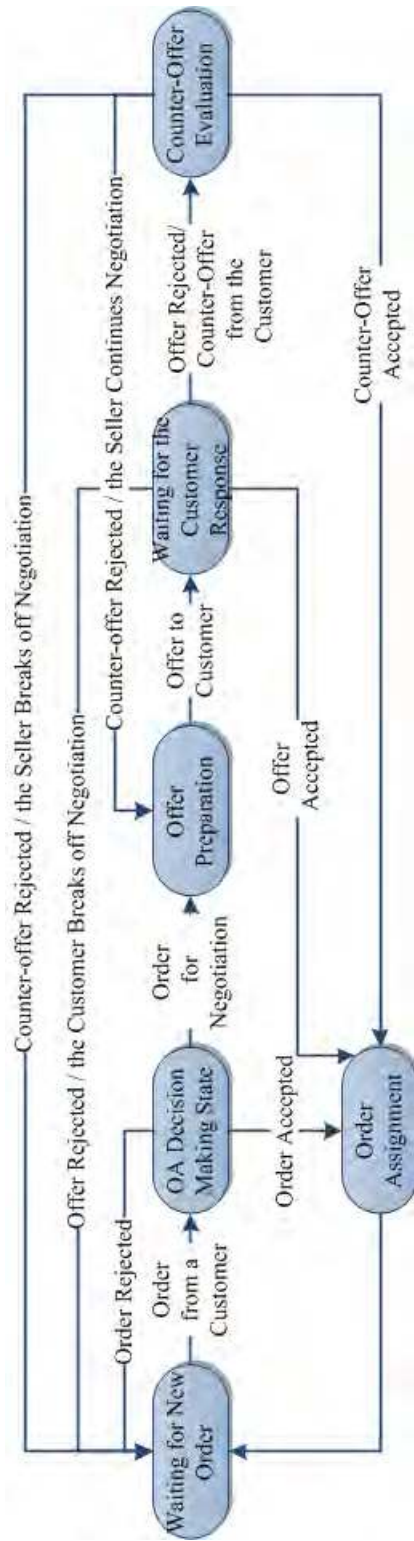 Counter-offer Rejected / the Seller Breaks off Negotiation
Offer Rejected / the Customer Breaks off Negotiation
Counter-offer Rejected / the Seller Continues Negotiation
Order Rejected
Waiting for New
Order
Order
from a
Customer
OA Decision
Making State
Order
for
Negotiation
Offer
Preparation
Offer to
Customer
Waiting for the
Customer
Response
Offer Rejected/
Counter-Offer
from the
Customer
Counter-Offer
Evaluation
Order Accepted
Offer
Accepted
Counter-Offer
Accepted
Order
Assignment